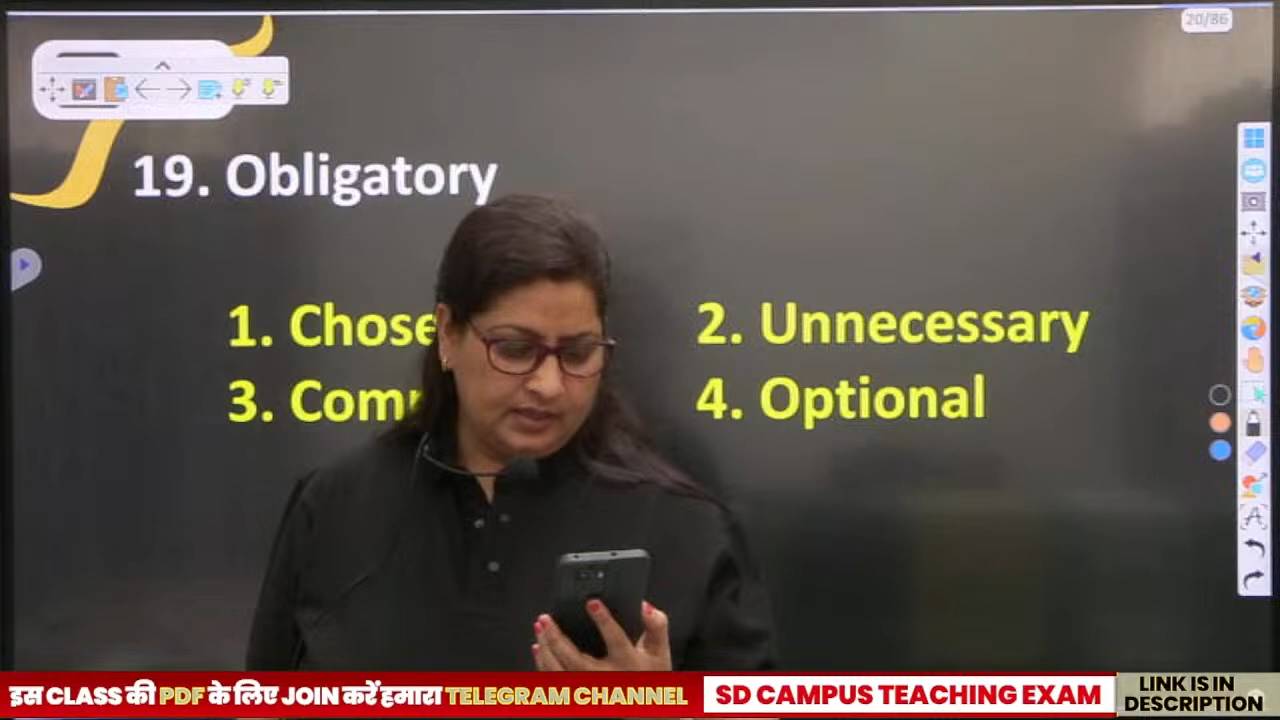 20/86
19. Obligatory
1. Chose
2. Unnecessary
3. Com
4. Optional
इस CLASS की PDF के लिए JOIN करें हमारा TELEGRAM CHANNEL
SD CAMPUS TEACHING EXAM
LINK IS IN
DESCRIPTION